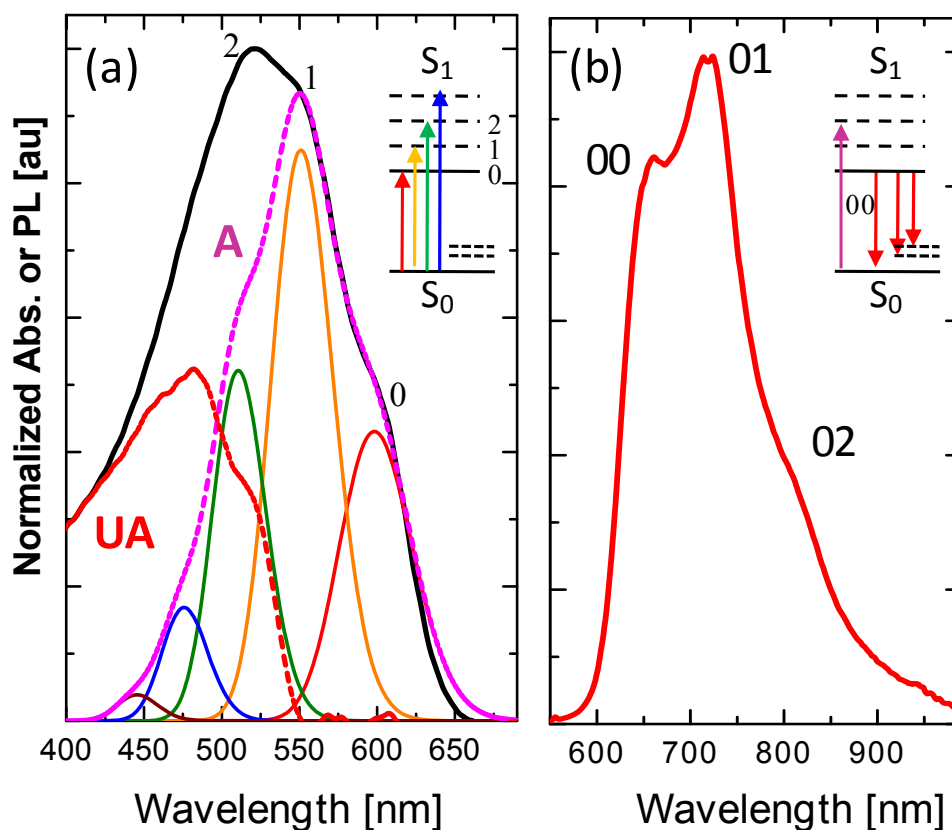 Normalized Abs. or PL [au]
(a)
2
1
0
A
UA
S1
2
1
0
S0
400 450 500 550 600 650
Wavelength [nm]
(b)
00
01
02
S1
00
S0
600 700 800 900
Wavelength [nm]